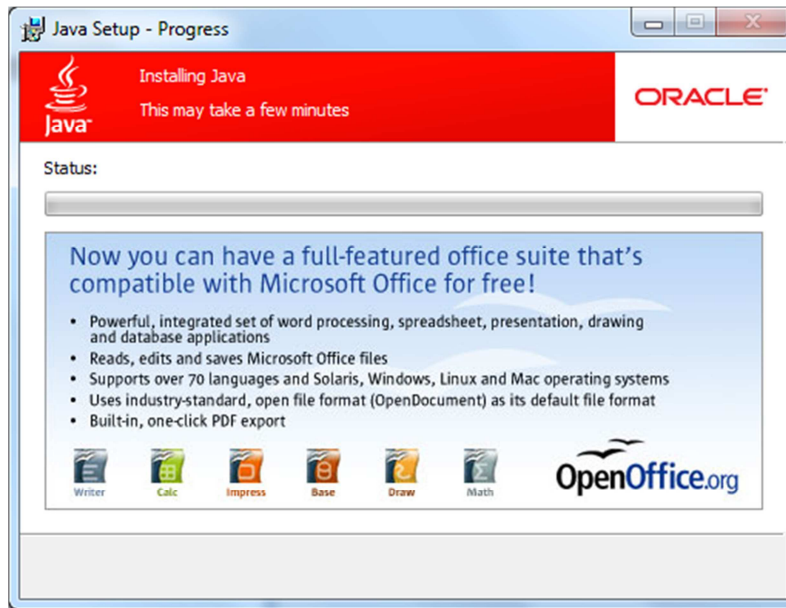 Java Setup - Progress
Installing Java
This may take a few minutes
Java™
ORACLE®
Status:
Now you can have a full-featured office suite that's
compatible with Microsoft Office for free!
• Powerful, integrated set of word processing, spreadsheet, presentation, drawing
and database applications
• Reads, edits and saves Microsoft Office files
• Supports over 70 languages and Solaris, Windows, Linux and Mac operating systems
• Uses industry-standard, open file format (OpenDocument) as its default file format
• Built-in, one-click PDF export
Writer Calc Impress Base Draw Math
OpenOffice.org